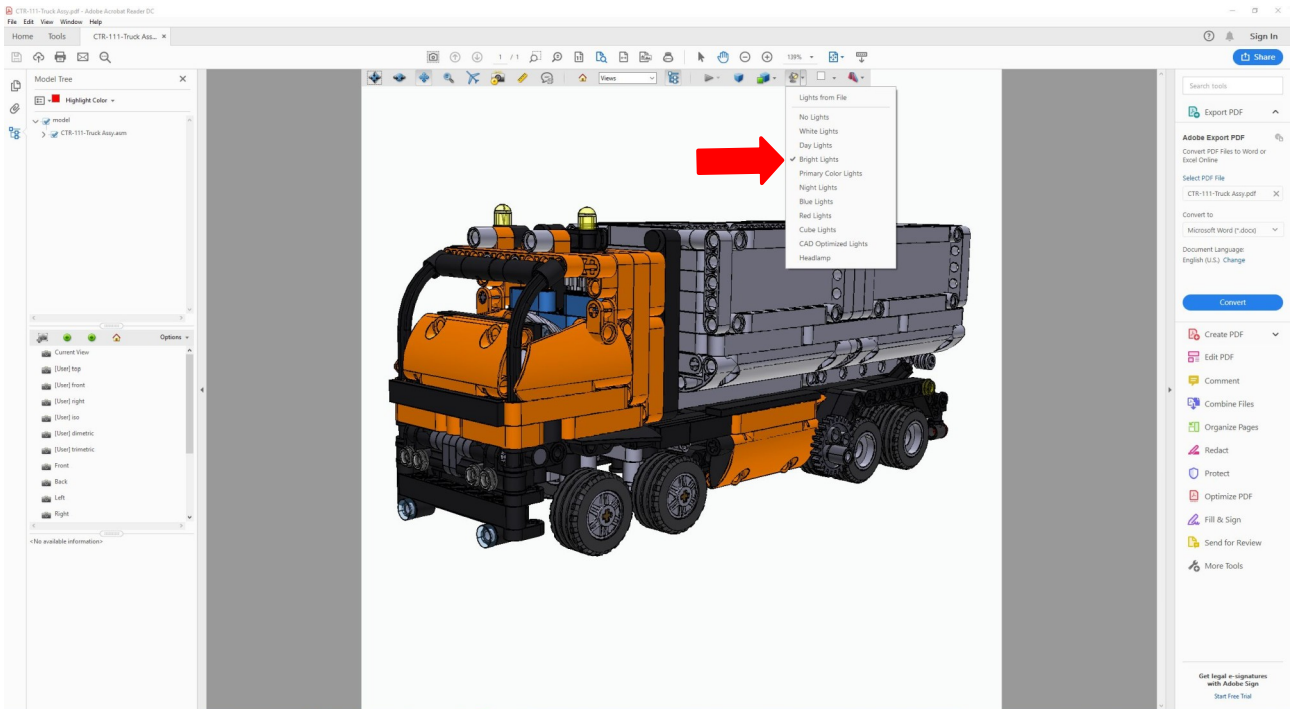 CTR-111-Truck Assy.pdf - Adobe Acrobat Reader DC
File Edit View Window Help
Home Tools CTR-111-Truck Ass... × Sign In
1 / 1 139% Share
Model Tree
Highlight Color
model
CTR-111-Truck Assy.asm
Options
Current View
[User] top
[User] front
[User] right
[User] iso
[User] dimetric
[User] trimetric
Front
Back
Left
Right
<No available information>
Views
Lights from File
No Lights
White Lights
Day Lights
Bright Lights
Primary Color Lights
Night Lights
Blue Lights
Red Lights
Cube Lights
CAD Optimized Lights
Headlamp
Search tools
Export PDF
Adobe Export PDF
Convert PDF Files to Word or
Excel Online
Select PDF File
CTR-111-Truck Assy.pdf
Convert to
Microsoft Word (*.docx)
Document Language:
English (U.S.) Change
Convert
Create PDF
Edit PDF
Comment
Combine Files
Organize Pages
Redact
Protect
Optimize PDF
Fill & Sign
Send for Review
More Tools
Get legal e-signatures
with Adobe Sign
Start Free Trial